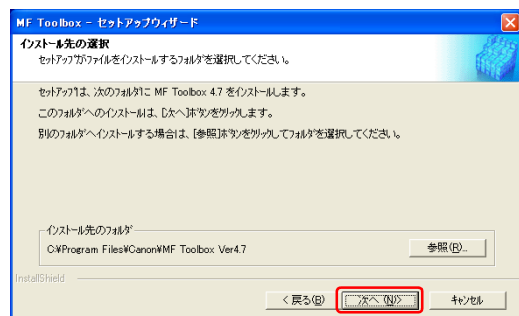 MF Toolbox - セットアップウィザード
インストール先の選択
セットアップがファイルをインストールするフォルダを選択してください。
セットアップは、次のフォルダに MF Toolbox 4.7 をインストールします。
このフォルダへのインストールは、[次へ]ボタンをクリックします。
別のフォルダへインストールする場合は、[参照]ボタンをクリックしてフォルダを選択してください。
インストール先のフォルダ
C:¥Program Files¥Canon¥MF Toolbox Ver4.7
参照(R)...
InstallShield
< 戻る(B)
次へ (N)>
キャンセル